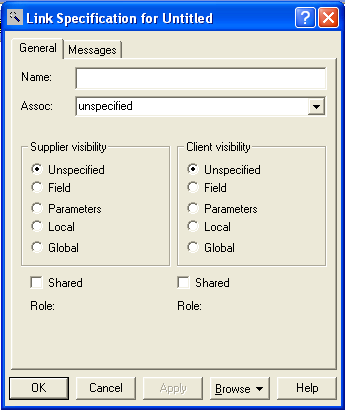 Link Specification for Untitled
General Messages
Name:
Assoc: unspecified
Supplier visibility Client visibility
Unspecified Unspecified
Field Field
Parameters Parameters
Local Local
Global Global
Shared Shared
Role: Role:
OK Cancel Apply Browse Help